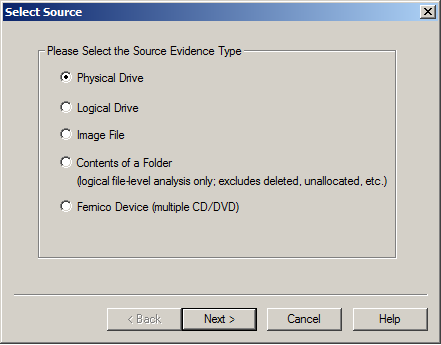 Select Source
Please Select the Source Evidence Type
Physical Drive
Logical Drive
Image File
Contents of a Folder
(logical file-level analysis only; excludes deleted, unallocated, etc.)
Femico Device (multiple CD/DVD)
< Back Next > Cancel Help